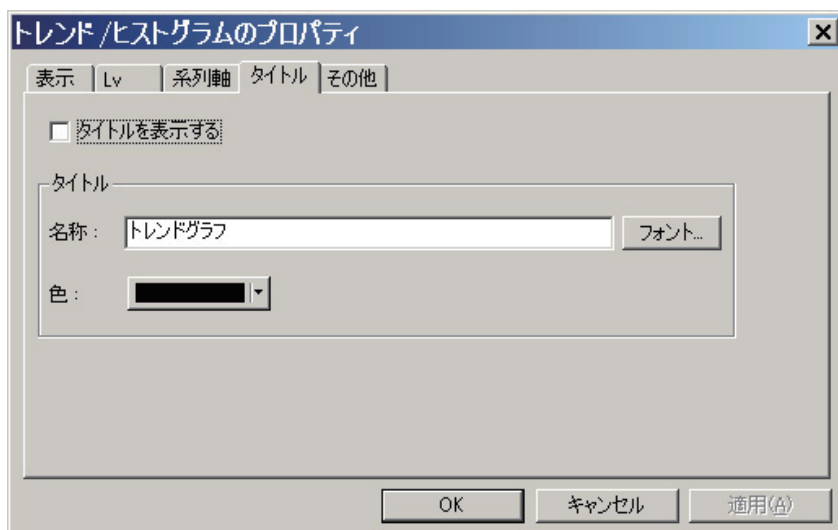 トレンド /ヒストグラムのプロパティ
表示 Lv 系列軸 タイトル その他
タイトルを表示する
タイトル
名称： トレンドグラフ フォント...
色：
OK キャンセル 適用(A)